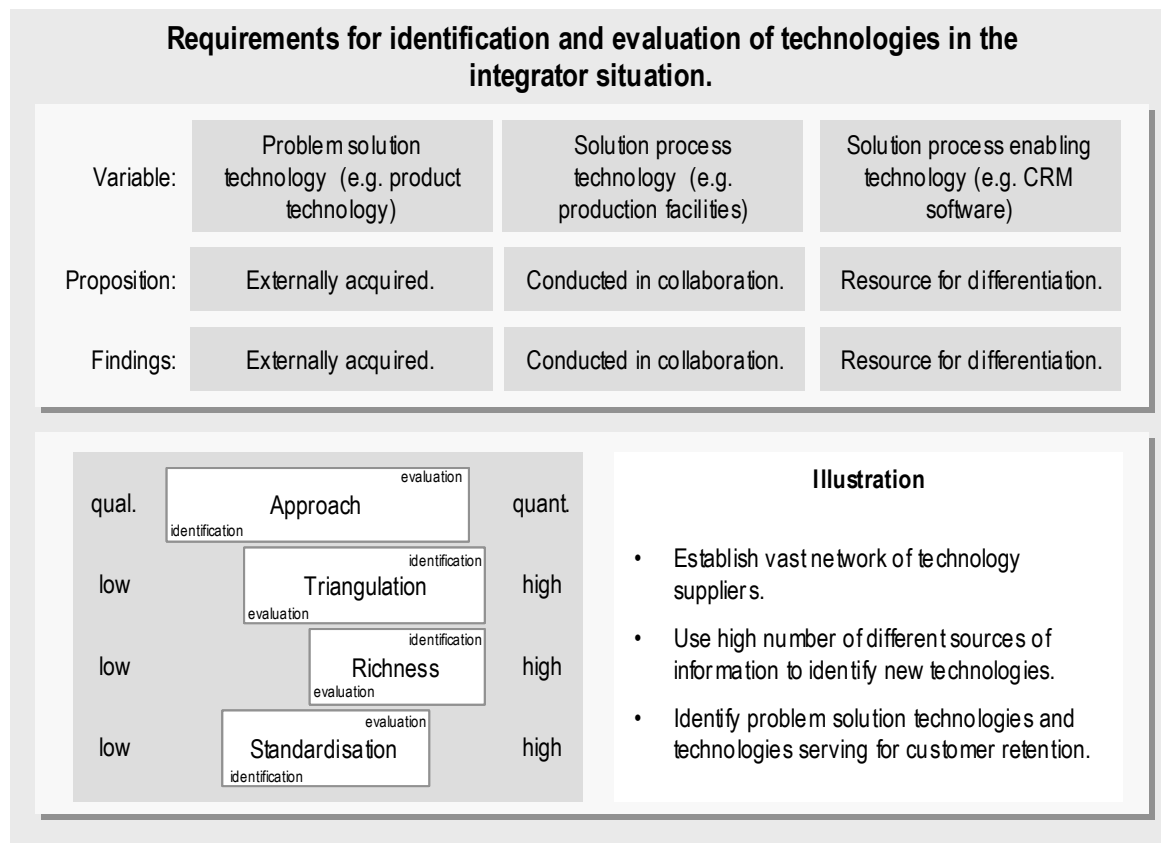 Requirements for identification and evaluation of technologies in the
integrator situation.
Variable:
Problem solution
technology (e.g. product
technology)
Solution process
technology (e.g.
production facilities)
Solution process enabling
technology (e.g. CRM
software)
Proposition:
Externally acquired.
Conducted in collaboration.
Resource for differentiation.
Findings:
Externally acquired.
Conducted in collaboration.
Resource for differentiation.
qual.
evaluation
Approach
identification
quant.
low
identification
Triangulation
evaluation
high
low
identification
Richness
evaluation
high
low
evaluation
Standardisation
identification
high
Illustration
• Establish vast network of technology
suppliers.
• Use high number of different sources of
information to identify new technologies.
• Identify problem solution technologies and
technologies serving for customer retention.